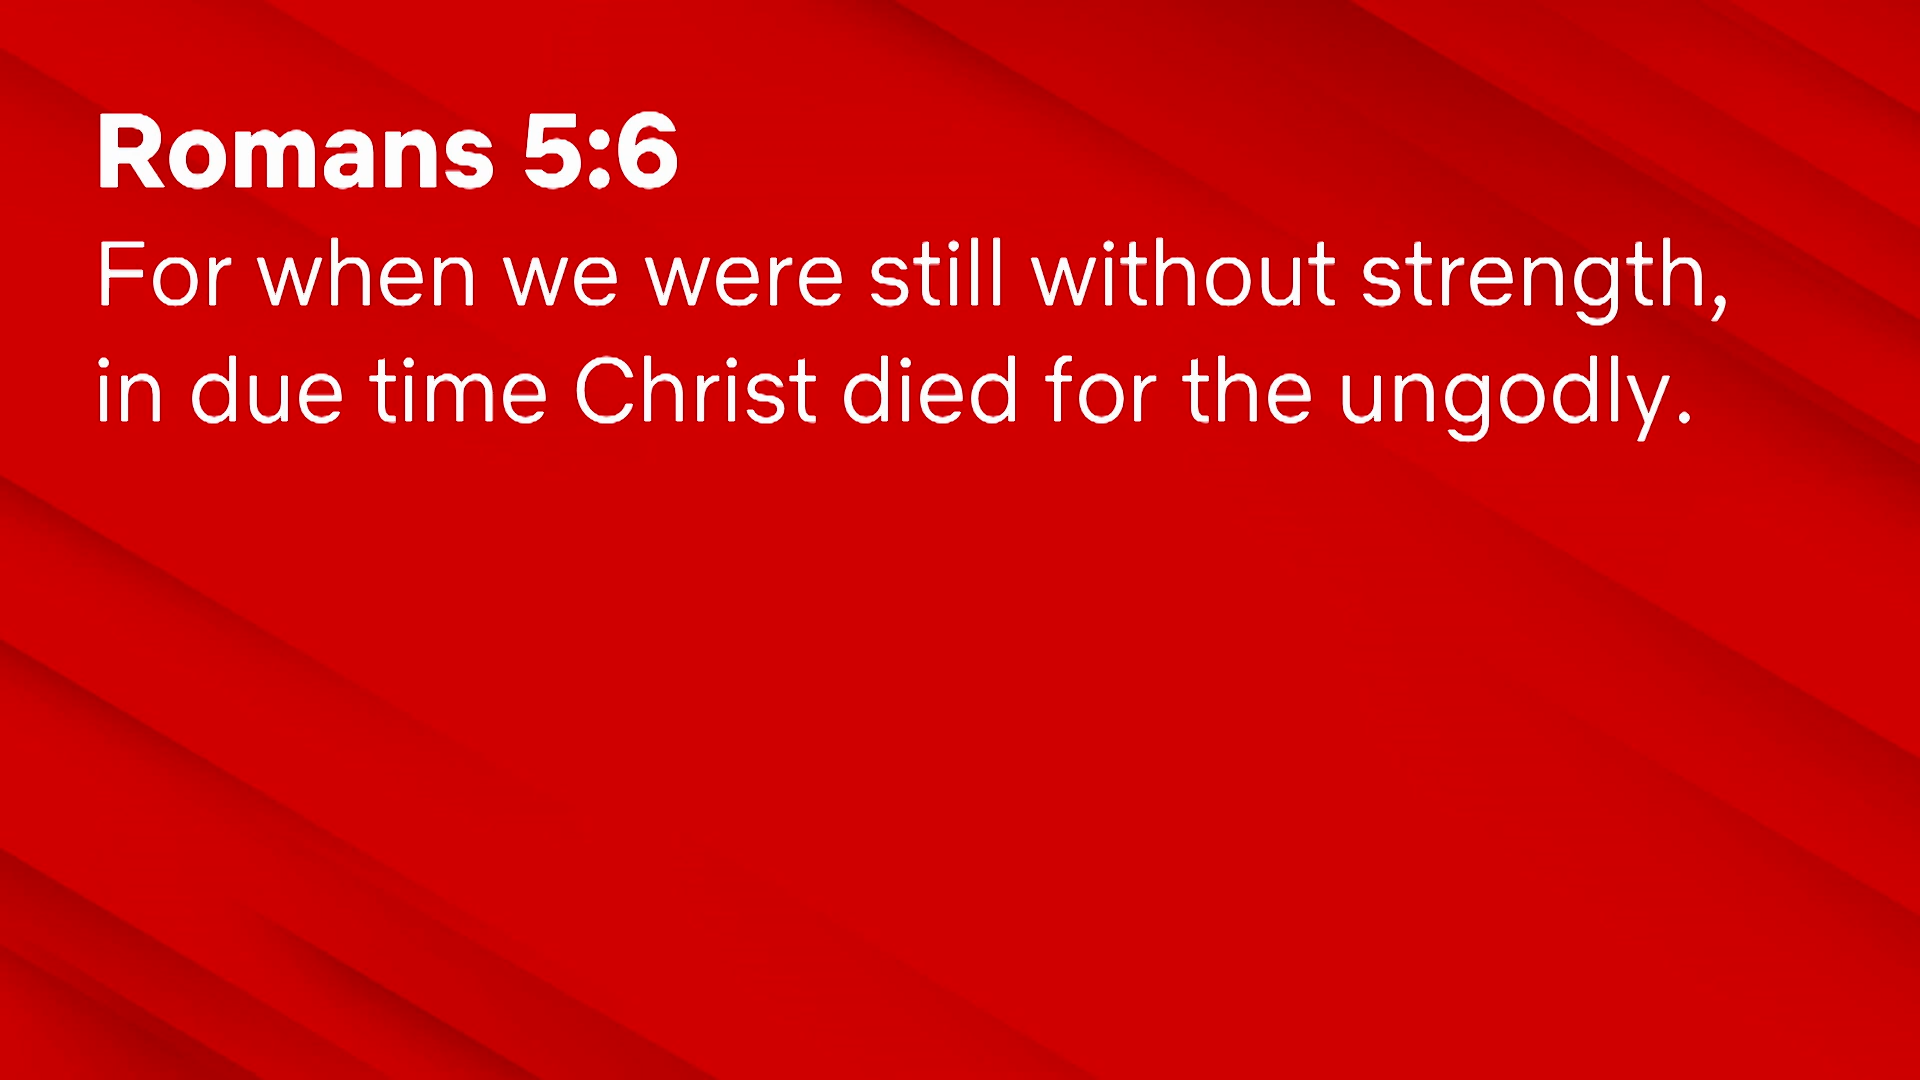 Romans 5:6
For when we were still without strength,
in due time Christ died for the ungodly.